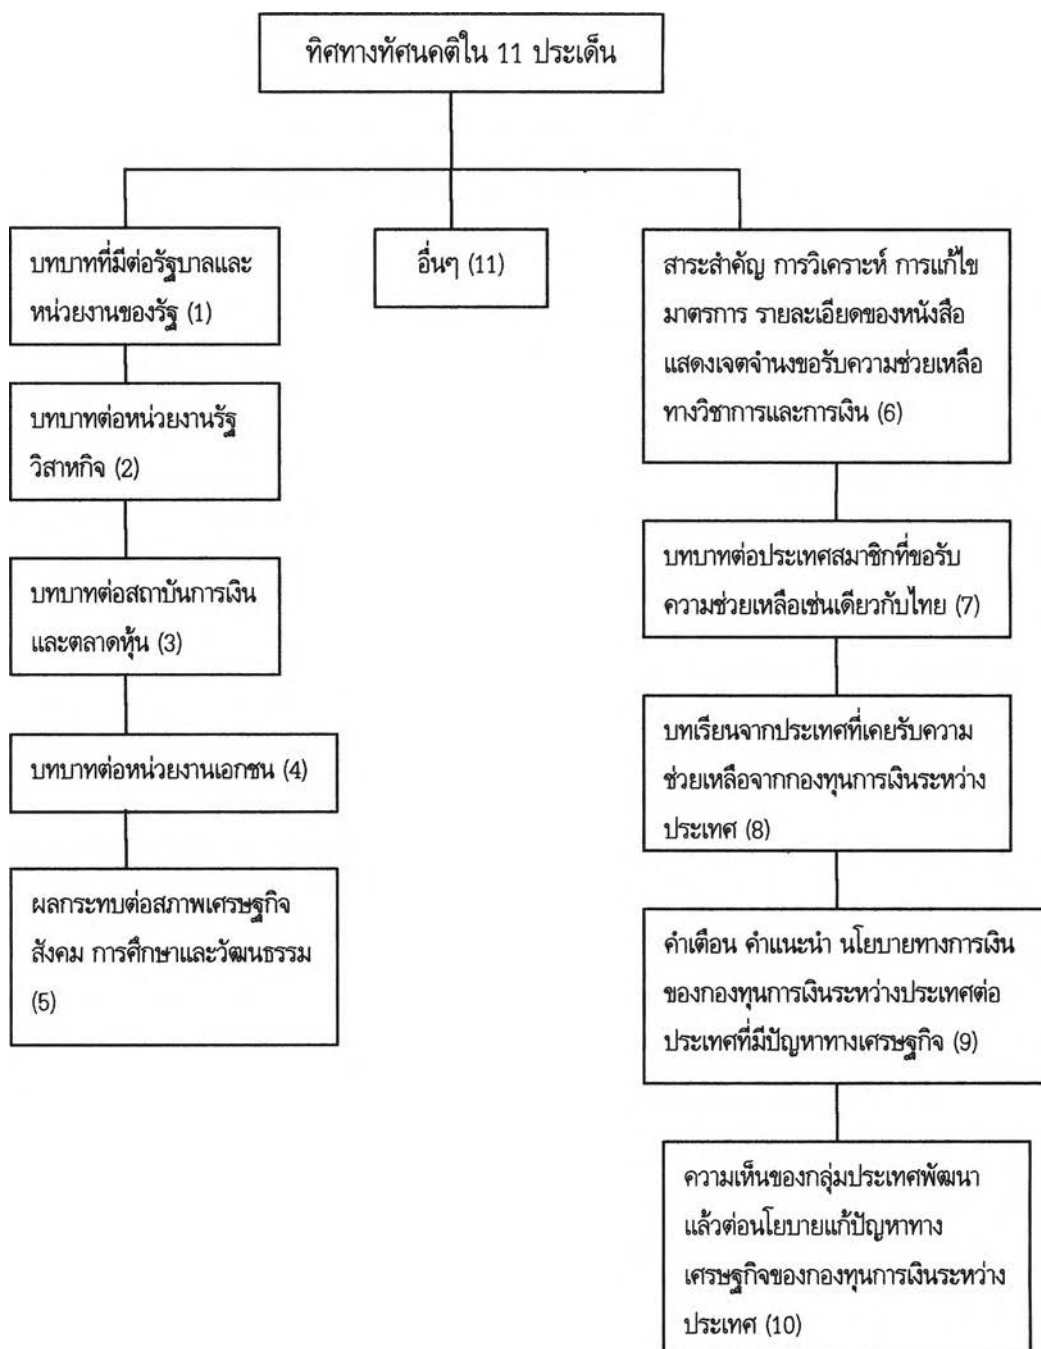 ทิศทางทัศนคติใน 11 ประเด็น
บทบาทที่มีต่อรัฐบาลและ
หน่วยงานของรัฐ (1)
บทบาทต่อหน่วยงานรัฐ
วิสาหกิจ (2)
บทบาทต่อสถาบันการเงิน
และตลาดหุ้น (3)
บทบาทต่อหน่วยงานเอกชน (4)
ผลกระทบต่อสภาพเศรษฐกิจ
สังคม การศึกษาและวัฒนธรรม
(5)
อื่นๆ (11)
สาระสำคัญ การวิเคราะห์ การแก้ไข
มาตรการ รายละเอียดของหนังสือ
แสดงเจตจำนงขอรับความช่วยเหลือ
ทางวิชาการและการเงิน (6)
บทบาทต่อประเทศสมาชิกที่ขอรับ
ความช่วยเหลือเช่นเดียวกับไทย (7)
บทเรียนจากประเทศที่เคยรับความ
ช่วยเหลือจากกองทุนการเงินระหว่าง
ประเทศ (8)
คำเตือน คำแนะนำ นโยบายทางการเงิน
ของกองทุนการเงินระหว่างประเทศต่อ
ประเทศที่มีปัญหาทางเศรษฐกิจ (9)
ความเห็นของกลุ่มประเทศพัฒนา
แล้วต่อนโยบายแก้ปัญหาทาง
เศรษฐกิจของกองทุนการเงินระหว่าง
ประเทศ (10)